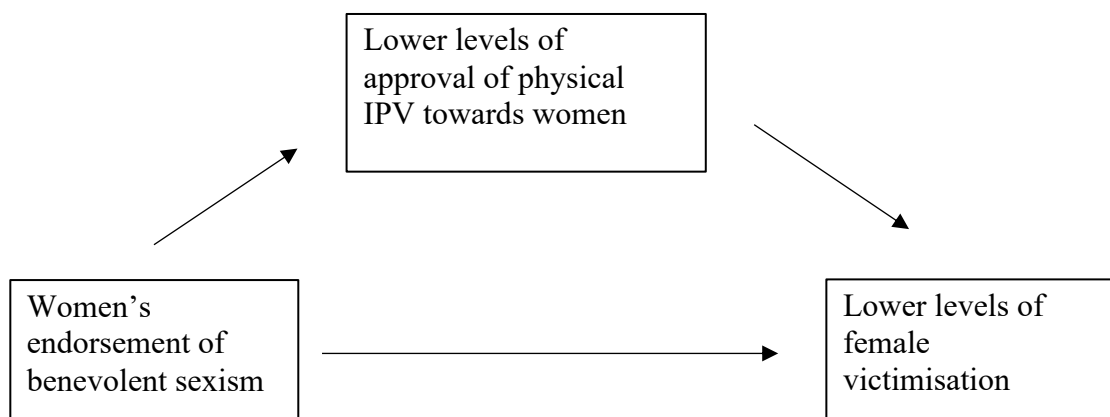 Lower levels of
approval of physical
IPV towards women
Women’s
endorsement of
benevolent sexism
Lower levels of
female
victimisation